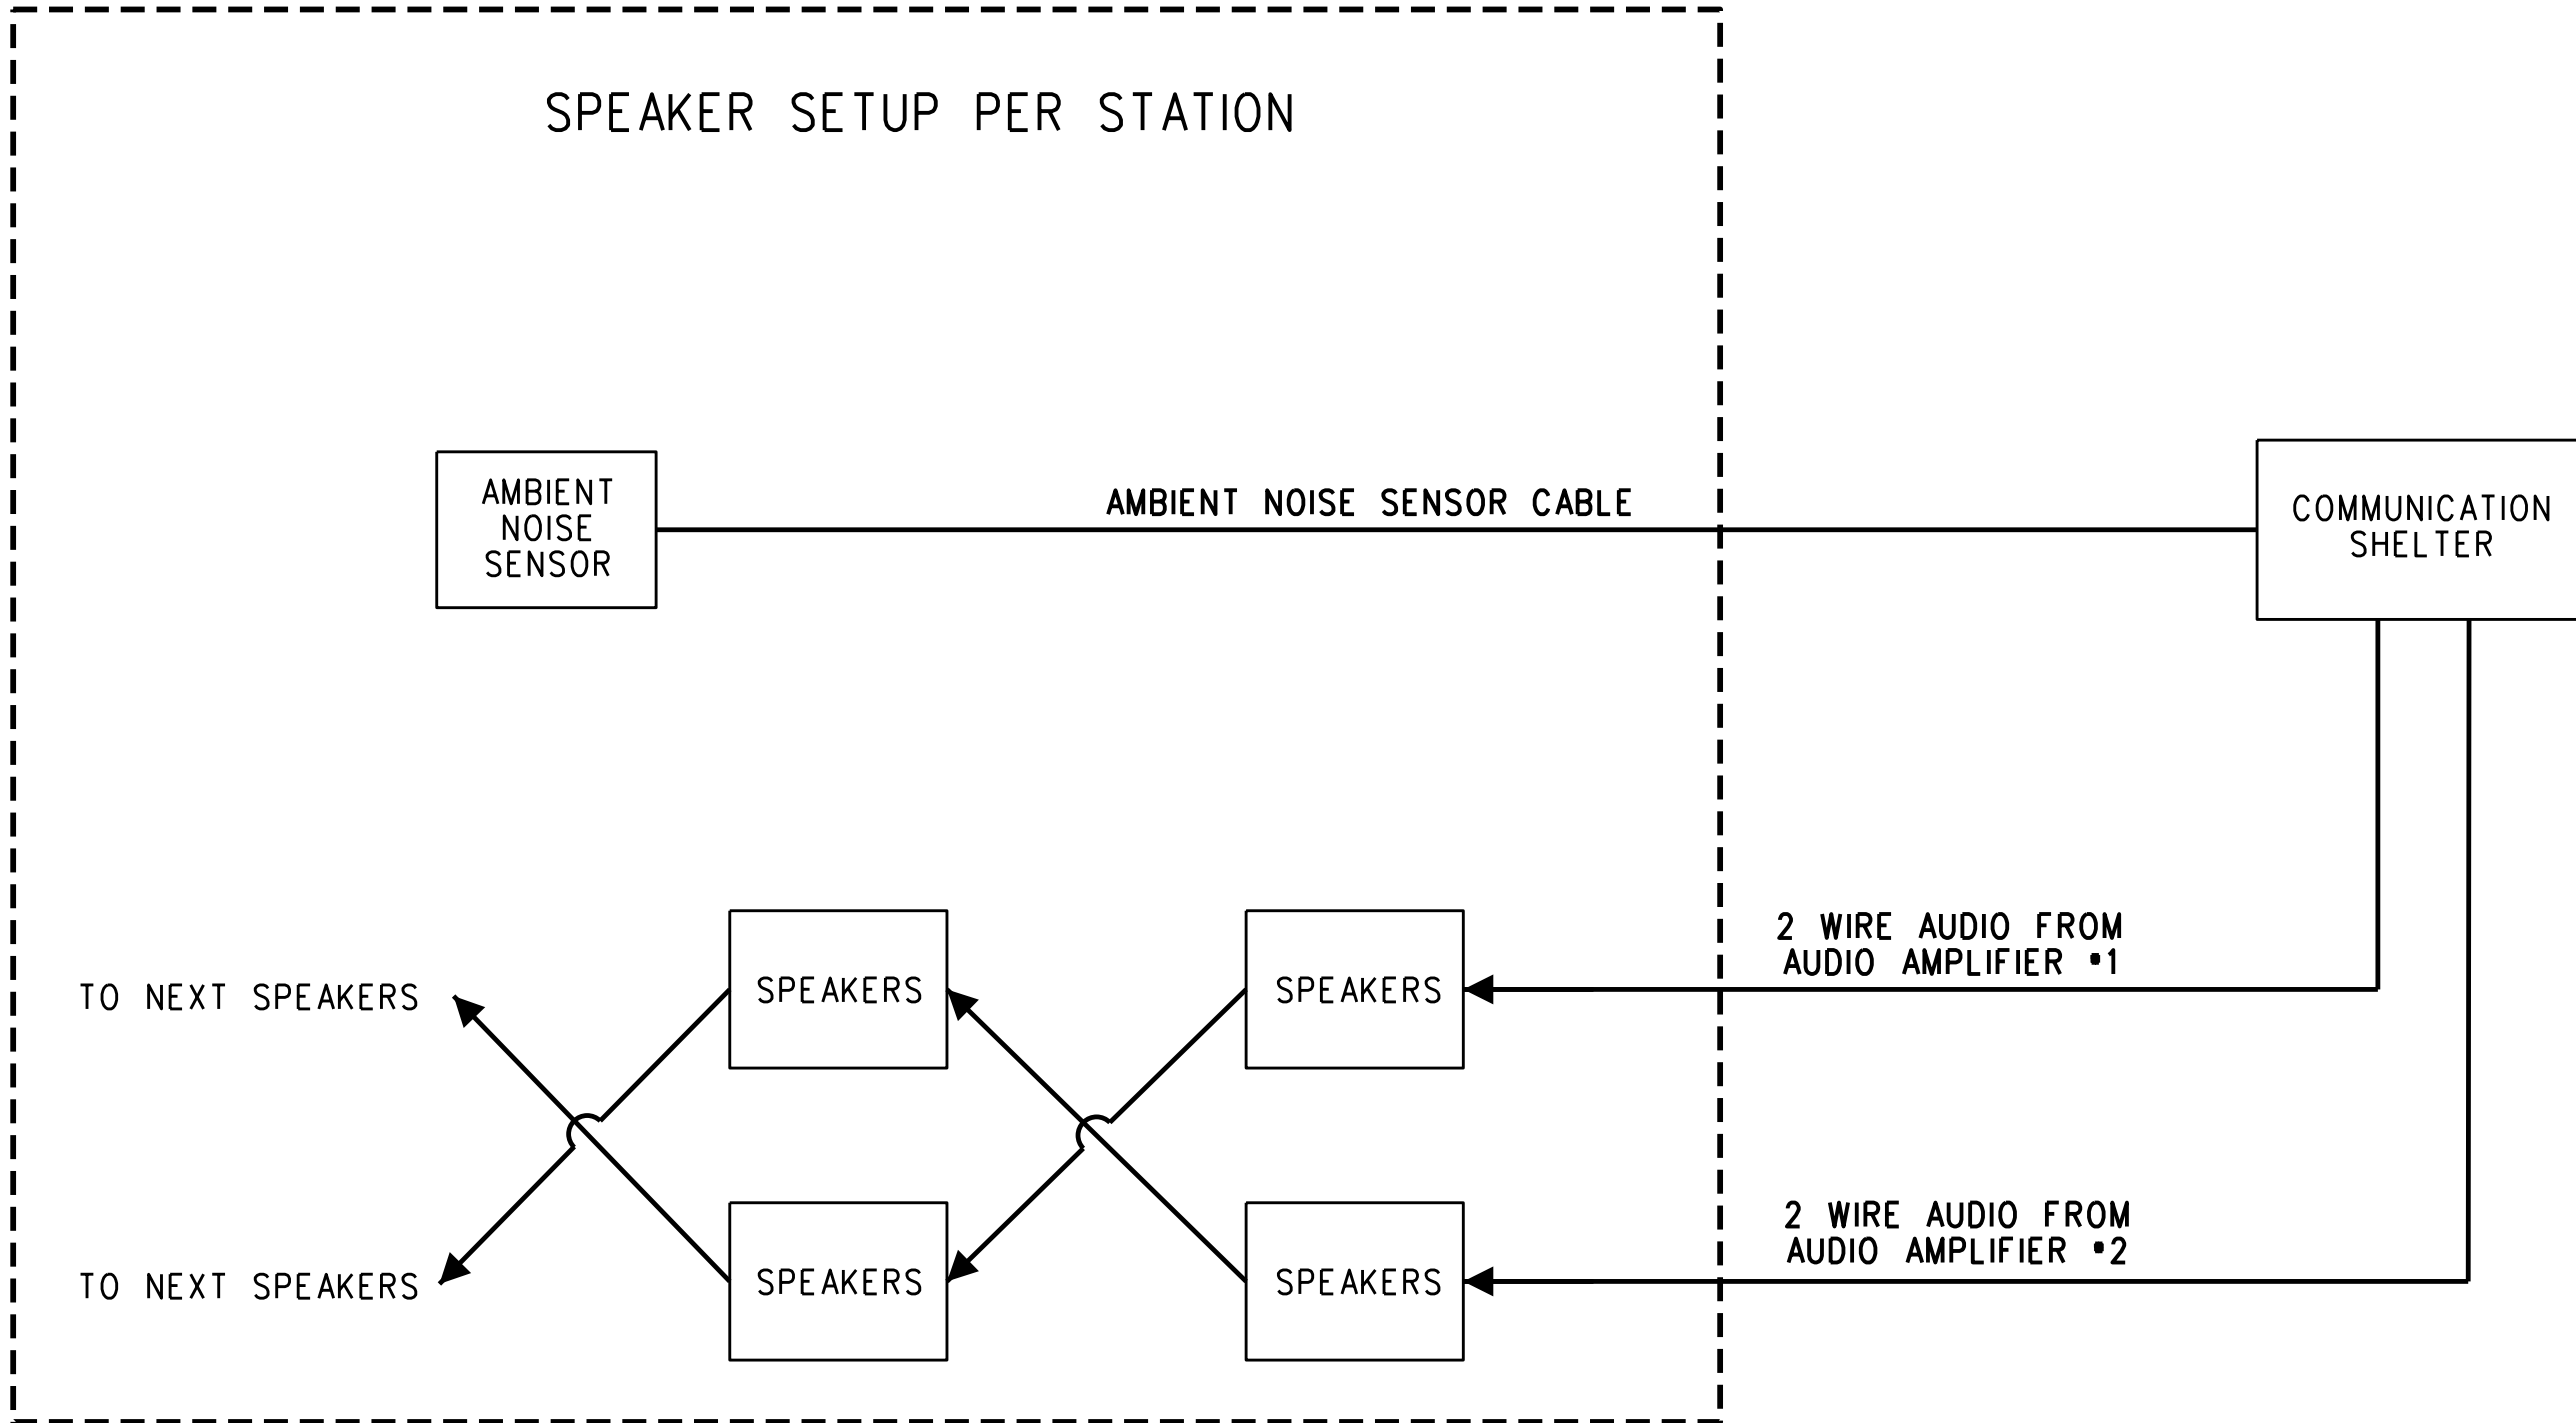 SPEAKER SETUP PER STATION
AMBIENT
NOISE
SENSOR
AMBIENT NOISE SENSOR CABLE
COMMUNICATION
SHELTER
2 WIRE AUDIO FROM
AUDIO AMPLIFIER #1
TO NEXT SPEAKERS
SPEAKERS
SPEAKERS
2 WIRE AUDIO FROM
AUDIO AMPLIFIER #2
TO NEXT SPEAKERS
SPEAKERS
SPEAKERS